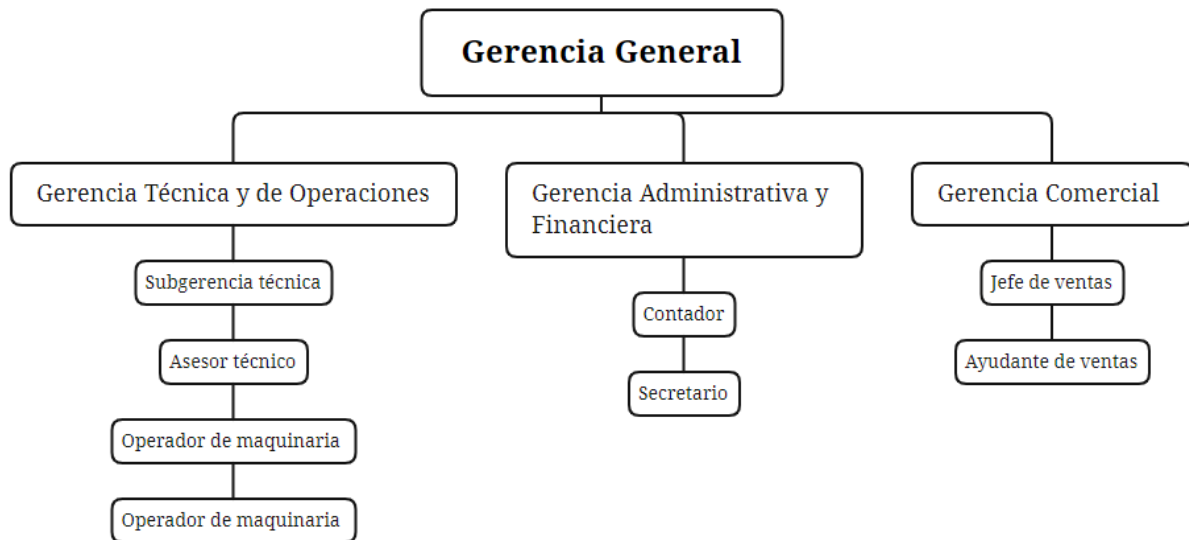 Gerencia General
Gerencia Técnica y de Operaciones
Gerencia Administrativa y
Financiera
Gerencia Comercial
Subgerencia técnica
Asesor técnico
Operador de maquinaria
Operador de maquinaria
Contador
Secretario
Jefe de ventas
Ayudante de ventas